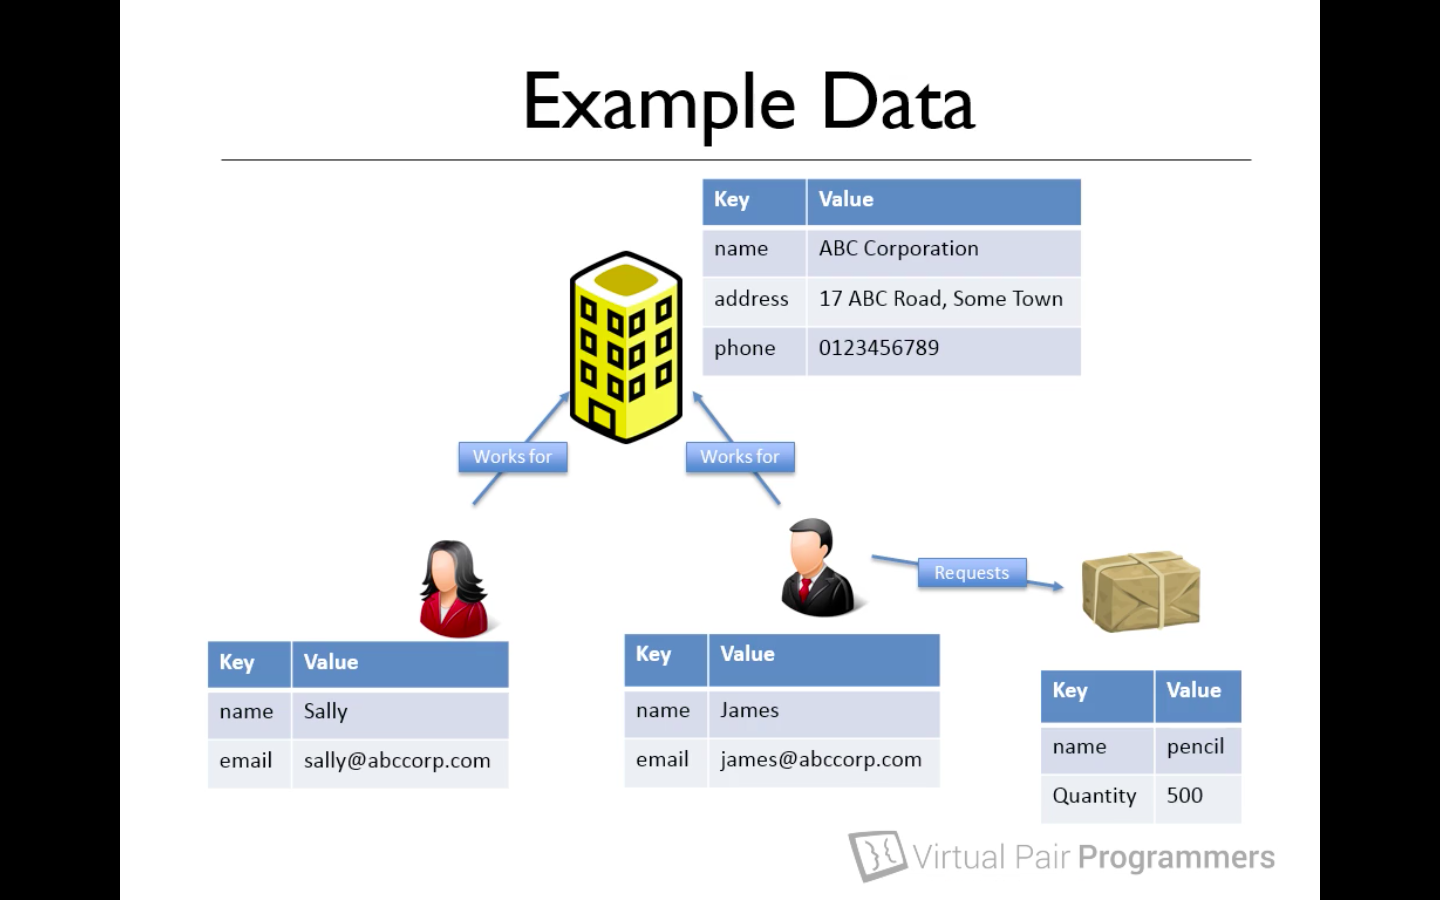 Example Data
Key Value
name ABC Corporation
address 17 ABC Road, Some Town
phone 0123456789
Works for
Works for
Requests
Key Value
name Sally
email sally@abccorp.com
Key Value
name James
email james@abccorp.com
Key Value
name pencil
Quantity 500
Virtual Pair Programmers